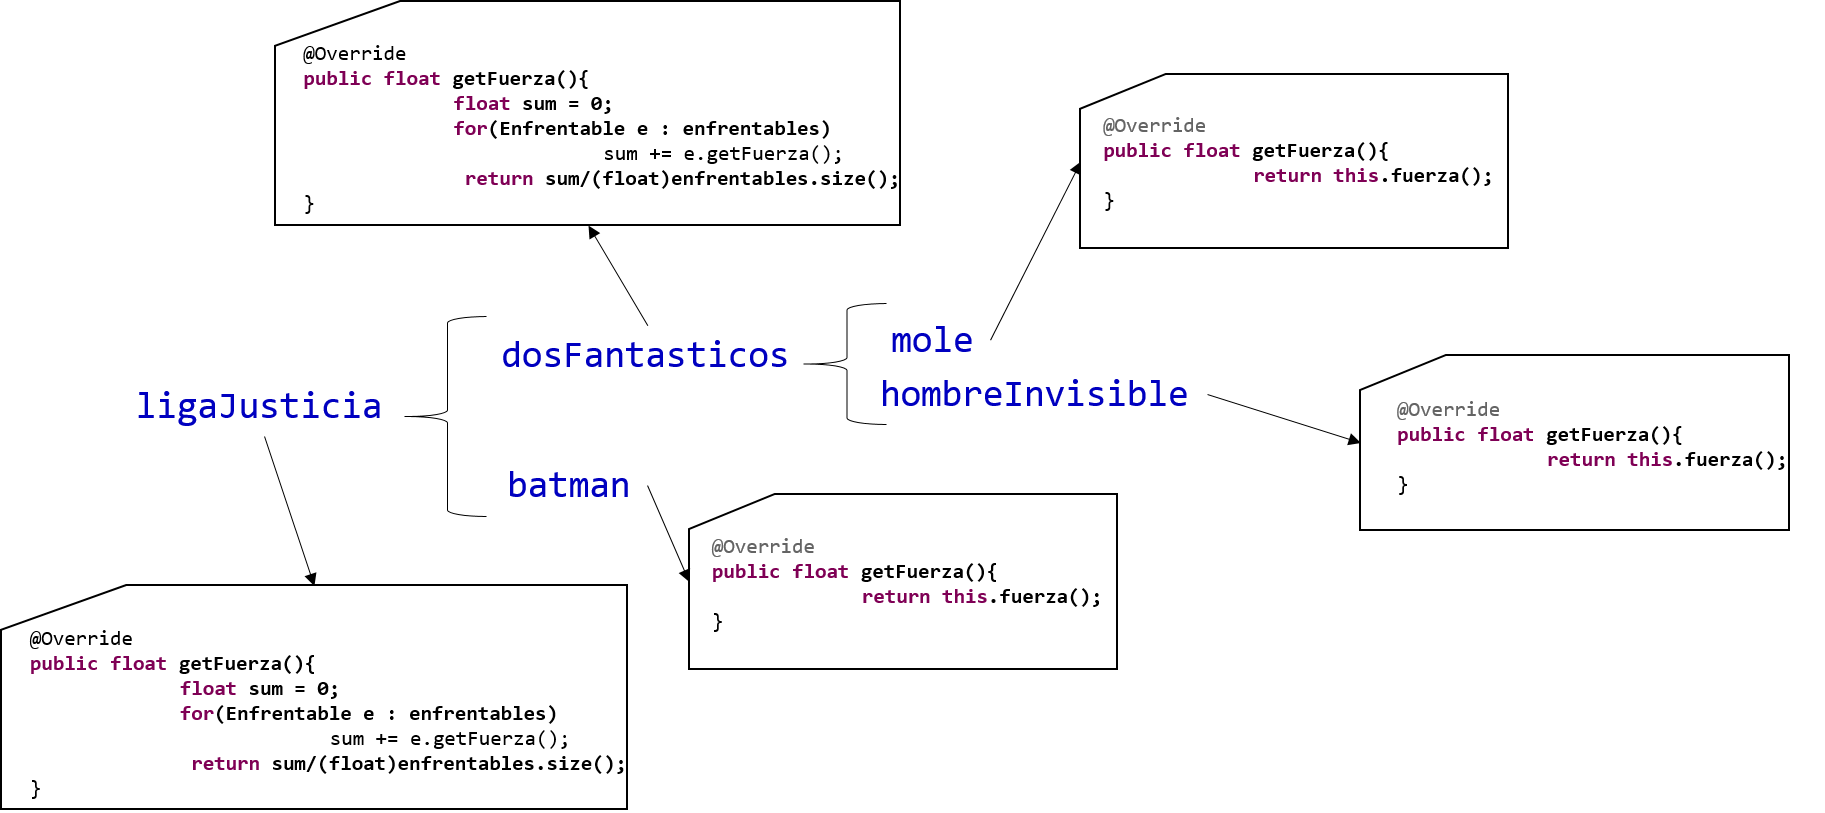 @Override
public float getFuerza(){
float sum = 0;
for(Enfrentable e : enfrentables)
sum += e.getFuerza();
return sum/(float)enfrentables.size();
}
@Override
public float getFuerza(){
return this.fuerza();
}
dosFantasticos
mole
hombreInvisible
ligaJusticia
batman
@Override
public float getFuerza(){
return this.fuerza();
}
@Override
public float getFuerza(){
return this.fuerza();
}
@Override
public float getFuerza(){
float sum = 0;
for(Enfrentable e : enfrentables)
sum += e.getFuerza();
return sum/(float)enfrentables.size();
}